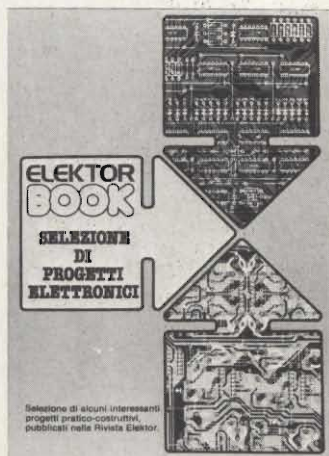 ELEKTOR
BOOK
SELEZIONE
DI
PROGETTI
ELETTRONICI
Selezione di alcuni interessanti
progetti pratico-costruttivi,
pubblicati nella Rivista Elektor.